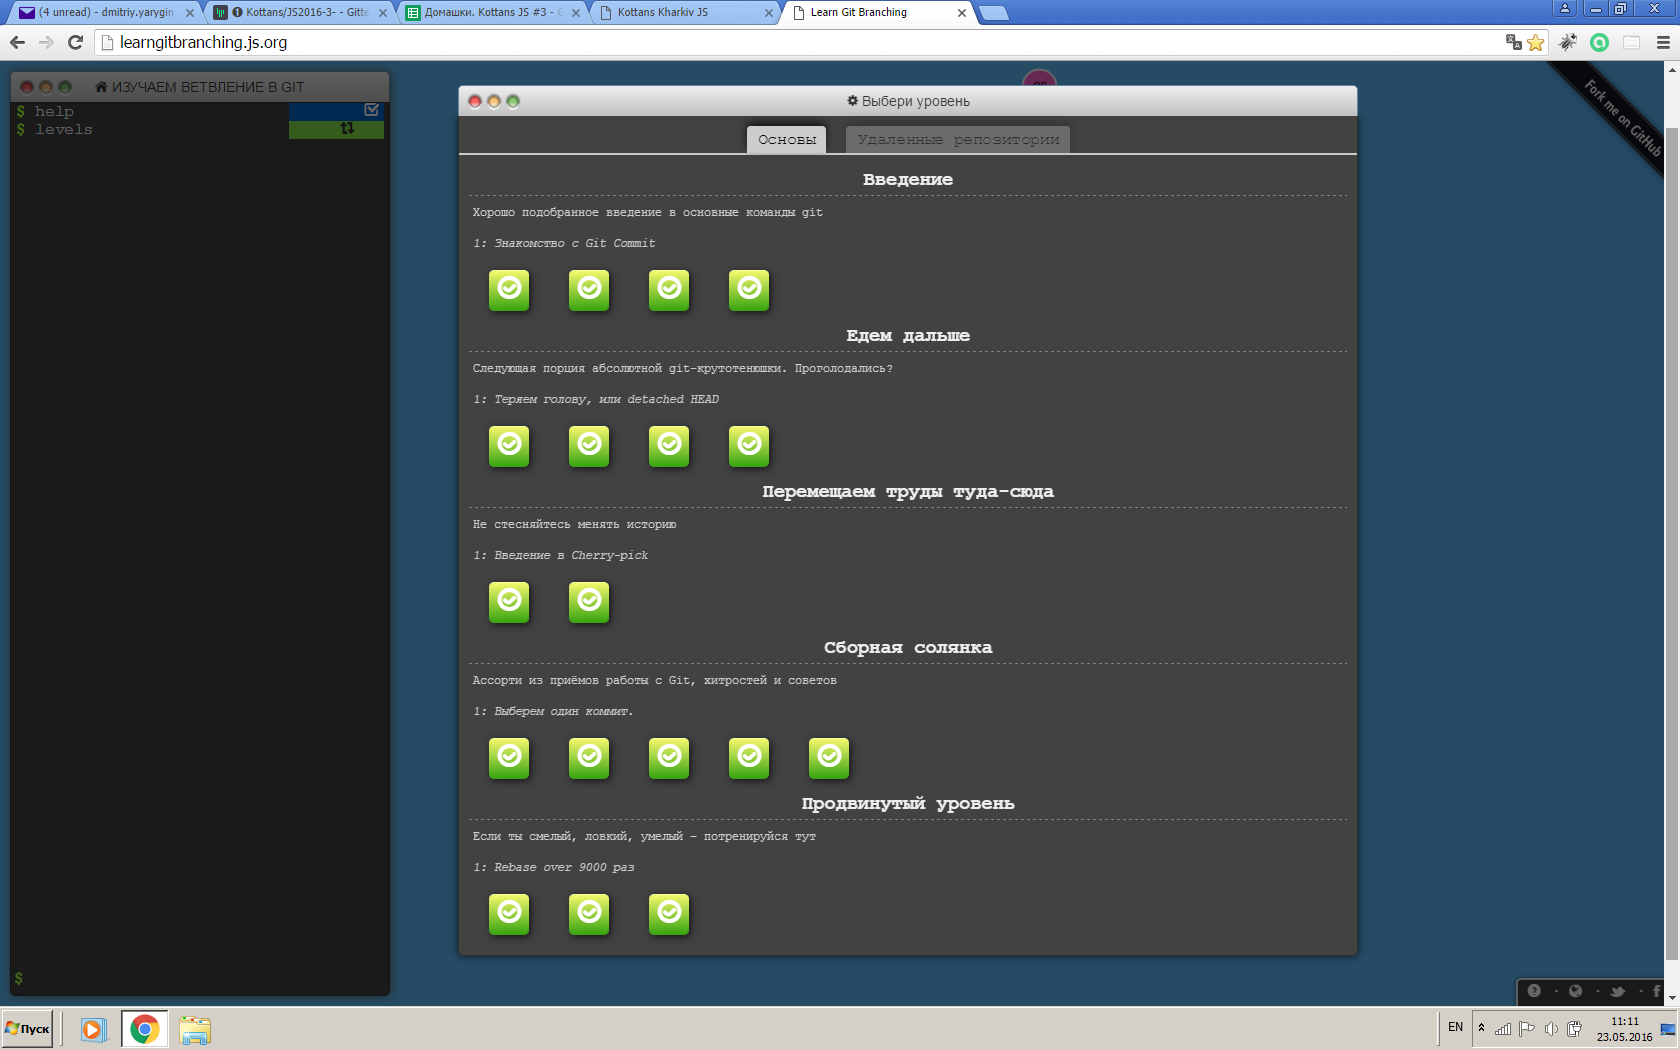 (4 unread) - dmitriy.yarygin
Kottans/JS2016-3- - Gitte
Домашки. Kottans JS #3 - G
Kottans Kharkiv JS
Learn Git Branching
learngitbranching.js.org
ИЗУЧАЕМ ВЕТВЛЕНИЕ В GIT
$ help
$ levels
$
Fork me on GitHub
Выбери уровень
Основы
Удаленные репозитории
Введение
Хорошо подобранное введение в основные команды git
1: Знакомство с Git Commit
Едем дальше
Следующая порция абсолютной git-крутотенюшки. Проголодались?
1: Теряем голову, или detached HEAD
Перемещаем труды туда-сюда
Не стесняйтесь менять историю
1: Введение в Cherry-pick
Сборная солянка
Ассорти из приёмов работы с Git, хитростей и советов
1: Выберем один коммит.
Продвинутый уровень
Если ты смелый, ловкий, умелый - потренируйся тут
1: Rebase over 9000 раз
Пуск
EN
11:11
23.05.2016